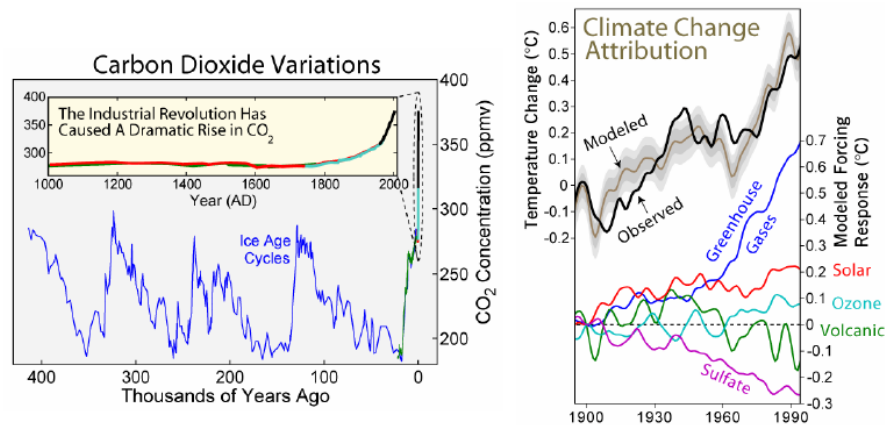 Carbon Dioxide Variations
400
350
300
The Industrial Revolution Has
Caused A Dramatic Rise in CO2
1000 1200 1400 1600 1800 2000
Year (AD)
Ice Age
Cycles
400
350
300
250
200
CO2 Concentration (ppmv)
400 300 200 100 0
Thousands of Years Ago
Climate Change
Attribution
Temperature Change (°C)
0.6
0.5
0.4
0.3
0.2
0.1
0
-0.1
-0.2
Modeled
Observed
Greenhouse
Gases
0.7
0.6
0.5
0.4
0.3
0.2
0.1
0
-0.1
-0.2
-0.3
Modeled Forcing
Response (°C)
Solar
Ozone
Volcanic
Sulfate
1900 1930 1960 1990